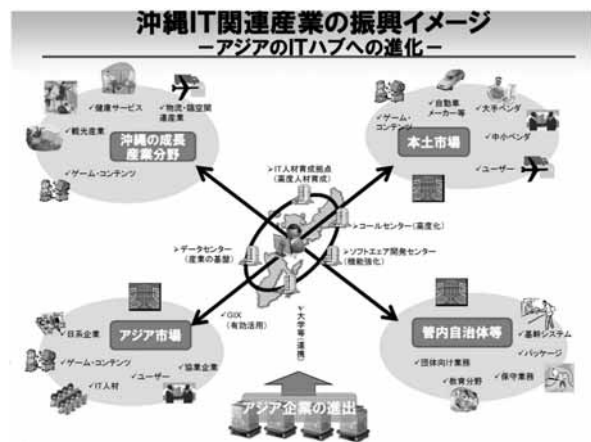 沖縄IT関連産業の振興イメージ
−アジアのITハブへの進化−
✓健康サービス
✓物流・臨空関
連産業
✓観光産業
沖縄の成長
産業分野
✓ゲーム・コンテンツ
✓自動車
メーカー等
✓大手ベンダ
✓ゲーム・
コンテンツ
✓中小ベンダ
本土市場
✓ユーザー
➢IT人材育成拠点
(高度人材育成)
➢コールセンター(高度化)
➢データセンター
(産業の基盤)
➢ソフトウェア開発センター
(機能強化)
✓GIX
(有効活用)
✓大学等(連携)
✓日系企業
アジア市場
✓ゲーム・コンテンツ
✓協業企業
✓ユーザー
✓IT人材
管内自治体等
✓基幹システム
✓パッケージ
✓団体向け業務
✓保守業務
✓教育分野
アジア企業の進出